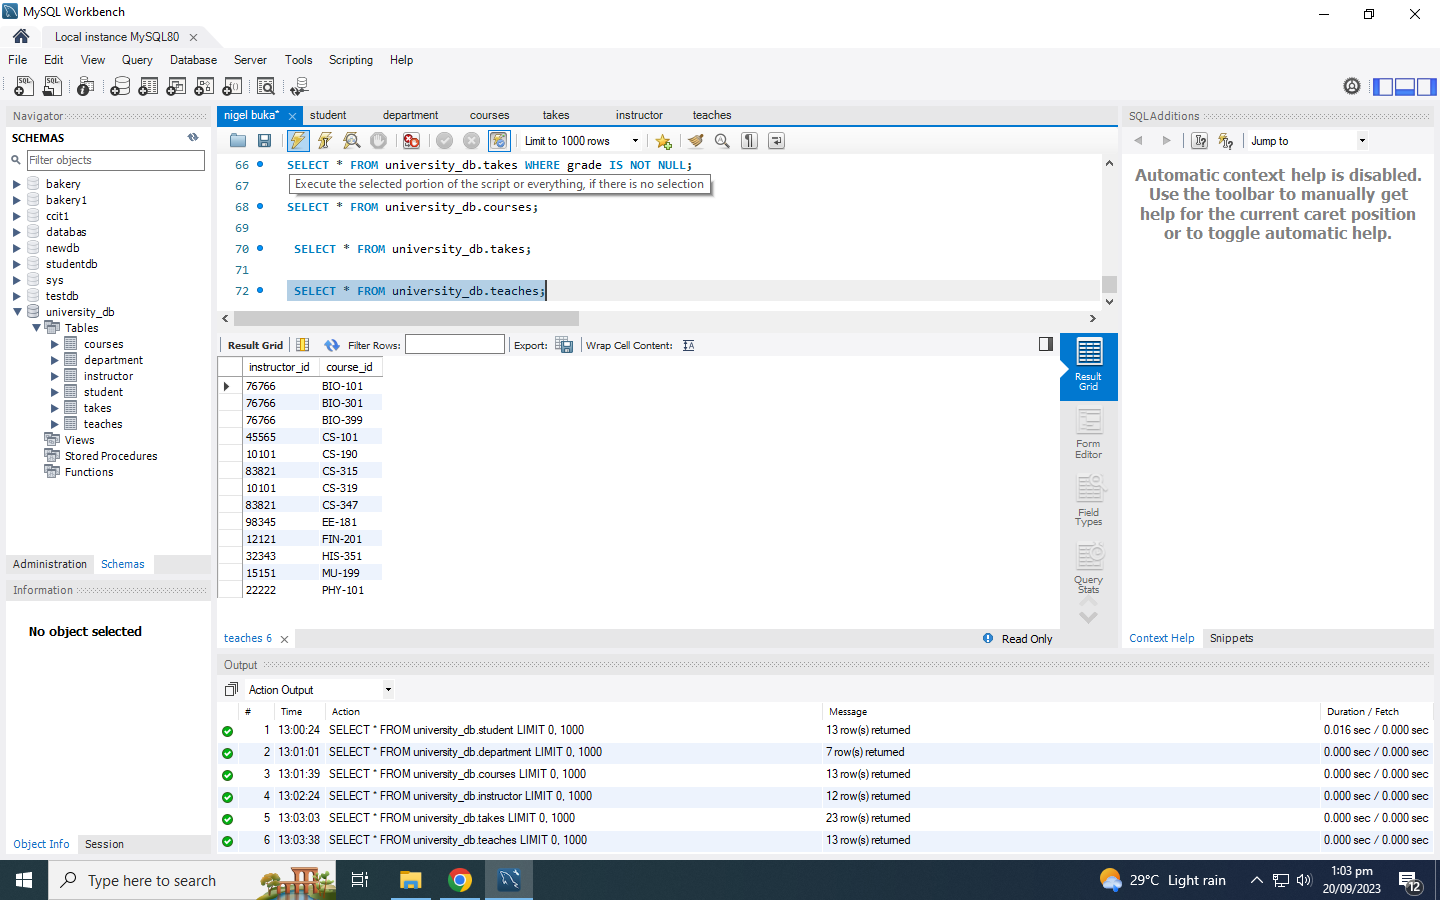 MySQL Workbench
Local instance MySQL80
File Edit View Query Database Server Tools Scripting Help
Navigator
SCHEMAS
Filter objects
bakery
bakery1
ccit1
databas
newdb
studentdb
sys
testdb
university_db
Tables
courses
department
instructor
student
takes
teaches
Views
Stored Procedures
Functions
Administration Schemas
Information
No object selected
Object Info Session
nigel buka* student department courses takes instructor teaches
Limit to 1000 rows
66 SELECT * FROM university_db.takes WHERE grade IS NOT NULL;
67
Execute the selected portion of the script or everything, if there is no selection
68 SELECT * FROM university_db.courses;
69
70 SELECT * FROM university_db.takes;
71
72 SELECT * FROM university_db.teaches;
Result Grid Filter Rows: Export: Wrap Cell Content:
instructor_id course_id
76766 BIO-101
76766 BIO-301
76766 BIO-399
45565 CS-101
10101 CS-190
83821 CS-315
10101 CS-319
83821 CS-347
98345 EE-181
12121 FIN-201
32343 HIS-351
15151 MU-199
22222 PHY-101
Result
Grid
Form
Editor
Field
Types
Query
Stats
teaches 6
Read Only
SQLAdditions
Jump to
Automatic context help is disabled.
Use the toolbar to manually get
help for the current caret position
or to toggle automatic help.
Context Help Snippets
Output
Action Output
# Time Action Message Duration / Fetch
1 13:00:24 SELECT * FROM university_db.student LIMIT 0, 1000 13 row(s) returned 0.016 sec / 0.000 sec
2 13:01:01 SELECT * FROM university_db.department LIMIT 0, 1000 7 row(s) returned 0.000 sec / 0.000 sec
3 13:01:39 SELECT * FROM university_db.courses LIMIT 0, 1000 13 row(s) returned 0.000 sec / 0.000 sec
4 13:02:24 SELECT * FROM university_db.instructor LIMIT 0, 1000 12 row(s) returned 0.000 sec / 0.000 sec
5 13:03:03 SELECT * FROM university_db.takes LIMIT 0, 1000 23 row(s) returned 0.000 sec / 0.000 sec
6 13:03:38 SELECT * FROM university_db.teaches LIMIT 0, 1000 13 row(s) returned 0.000 sec / 0.000 sec
Type here to search
29°C Light rain
1:03 pm
20/09/2023
12